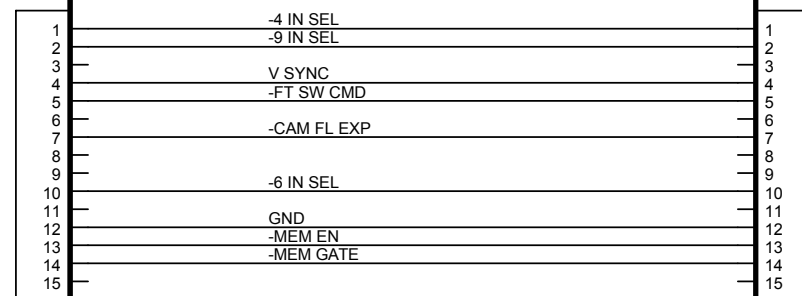 -4 IN SEL
1 1
-9 IN SEL
2 2
3 3
V SYNC
4 4
-FT SW CMD
5 5
6 6
-CAM FL EXP
7 7
8 8
9 9
-6 IN SEL
10 10
11 11
GND
12 12
-MEM EN
13 13
-MEM GATE
14 14
15 15